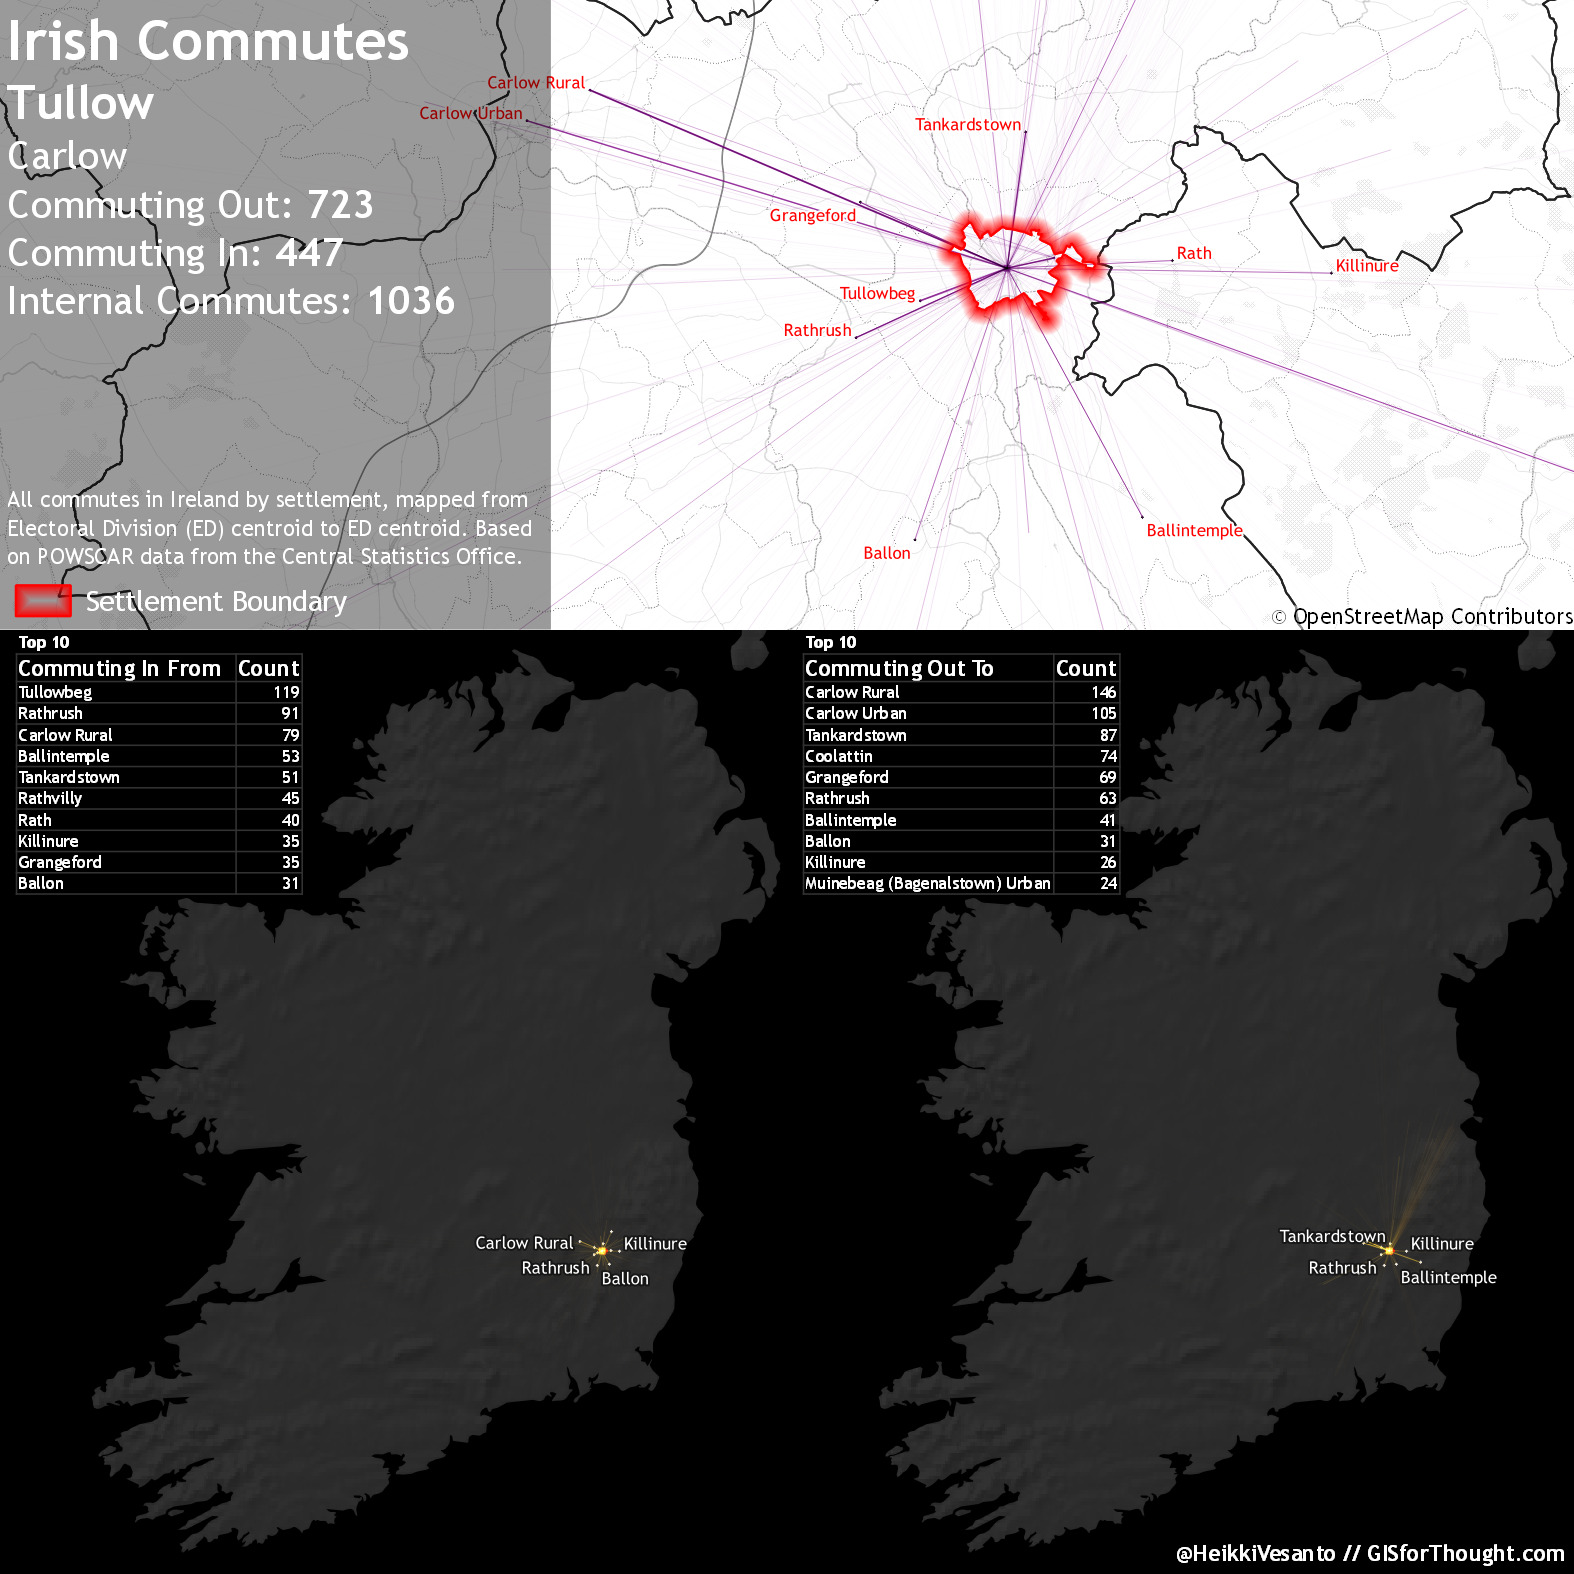 Irish Commutes
Tullow
Carlow
Commuting Out: 723
Commuting In: 447
Internal Commutes: 1036
All commutes in Ireland by settlement, mapped from
Electoral Division (ED) centroid to ED centroid. Based
on POWSCAR data from the Central Statistics Office.
Settlement Boundary
Carlow Rural
Carlow Urban
Tankardstown
Grangeford
Rath
Killinure
Tullowbeg
Rathrush
Ballintemple
Ballon
© OpenStreetMap Contributors
Top 10
Commuting In From Count
Tullowbeg 119
Rathrush 91
Carlow Rural 79
Ballintemple 53
Tankardstown 51
Rathvilly 45
Rath 40
Killinure 35
Grangeford 35
Ballon 31
Top 10
Commuting Out To Count
Carlow Rural 146
Carlow Urban 105
Tankardstown 87
Coolattin 74
Grangeford 69
Rathrush 63
Ballintemple 41
Ballon 31
Killinure 26
Muinebeag (Bagenalstown) Urban 24
Carlow Rural
Killinure
Rathrush
Ballon
Tankardstown
Killinure
Rathrush
Ballintemple
@HeikkiVesanto // GISforThought.com